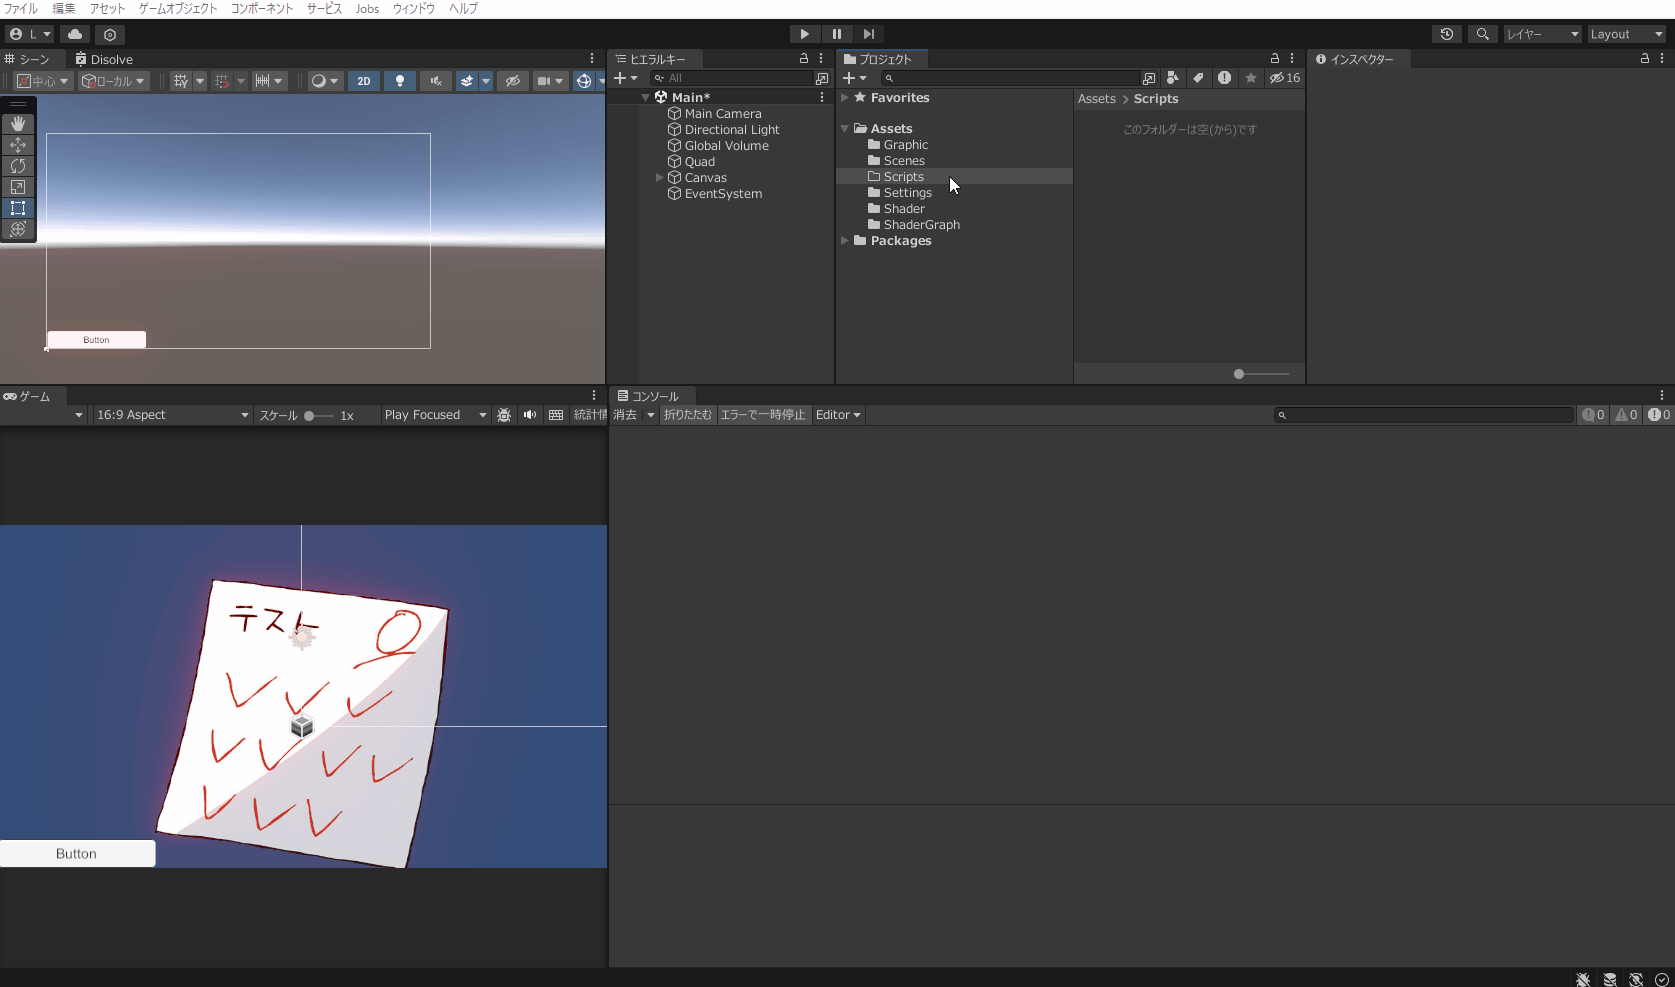 ファイル 編集 アセット ゲームオブジェクト コンポーネント サービス Jobs ウィンドウ ヘルプ
L レイヤー Layout
シーン Disolve
中心 ローカル 2D
Button
ヒエラルキー
All
Main*
Main Camera
Directional Light
Global Volume
Quad
Canvas
EventSystem
プロジェクト
16
Favorites
Assets
Graphic
Scenes
Scripts
Settings
Shader
ShaderGraph
Packages
Assets > Scripts
このフォルダーは空(から)です
インスペクター
ゲーム
16:9 Aspect スケール 1x Play Focused 統計情
テスト
0
Button
コンソール
消去 折りたたむ エラーで一時停止 Editor 0 0 0